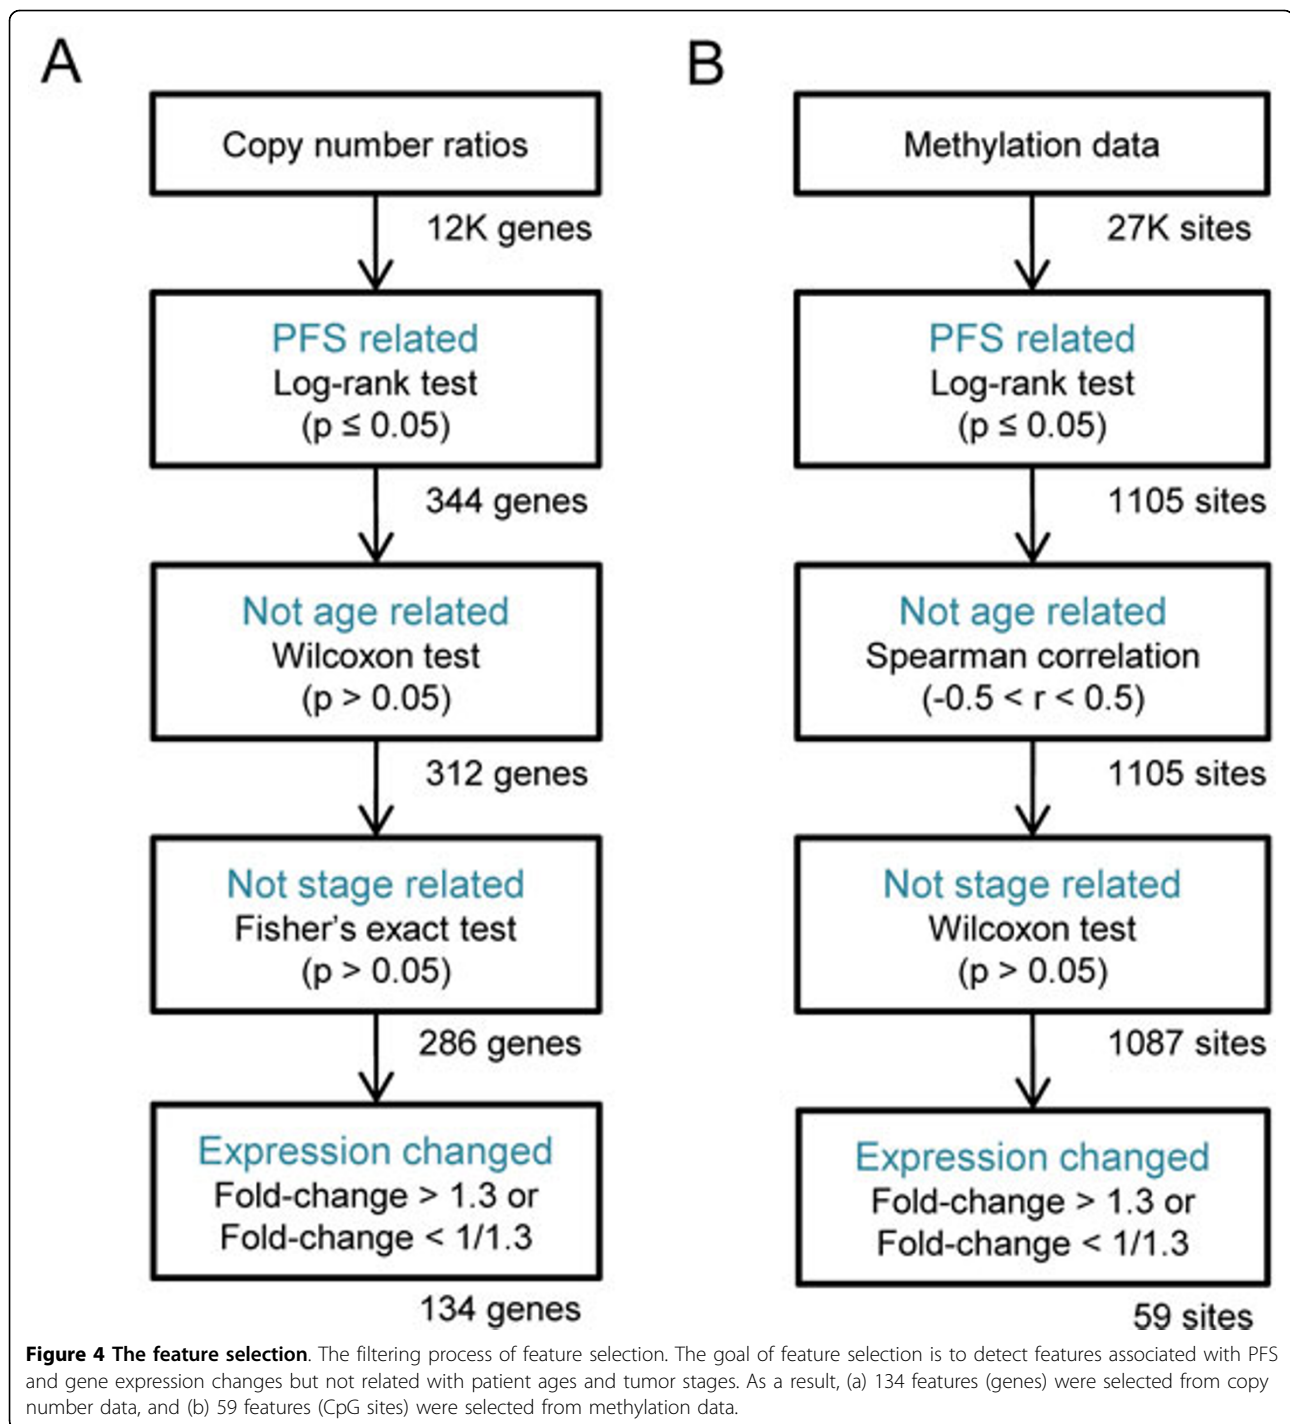 A
Copy number ratios
12K genes
PFS related
Log-rank test
(p ≤ 0.05)
344 genes
Not age related
Wilcoxon test
(p > 0.05)
312 genes
Not stage related
Fisher's exact test
(p > 0.05)
286 genes
Expression changed
Fold-change > 1.3 or
Fold-change < 1/1.3
134 genes
B
Methylation data
27K sites
PFS related
Log-rank test
(p ≤ 0.05)
1105 sites
Not age related
Spearman correlation
(-0.5 < r < 0.5)
1105 sites
Not stage related
Wilcoxon test
(p > 0.05)
1087 sites
Expression changed
Fold-change > 1.3 or
Fold-change < 1/1.3
59 sites
Figure 4 The feature selection. The filtering process of feature selection. The goal of feature selection is to detect features associated with PFS
and gene expression changes but not related with patient ages and tumor stages. As a result, (a) 134 features (genes) were selected from copy
number data, and (b) 59 features (CpG sites) were selected from methylation data.